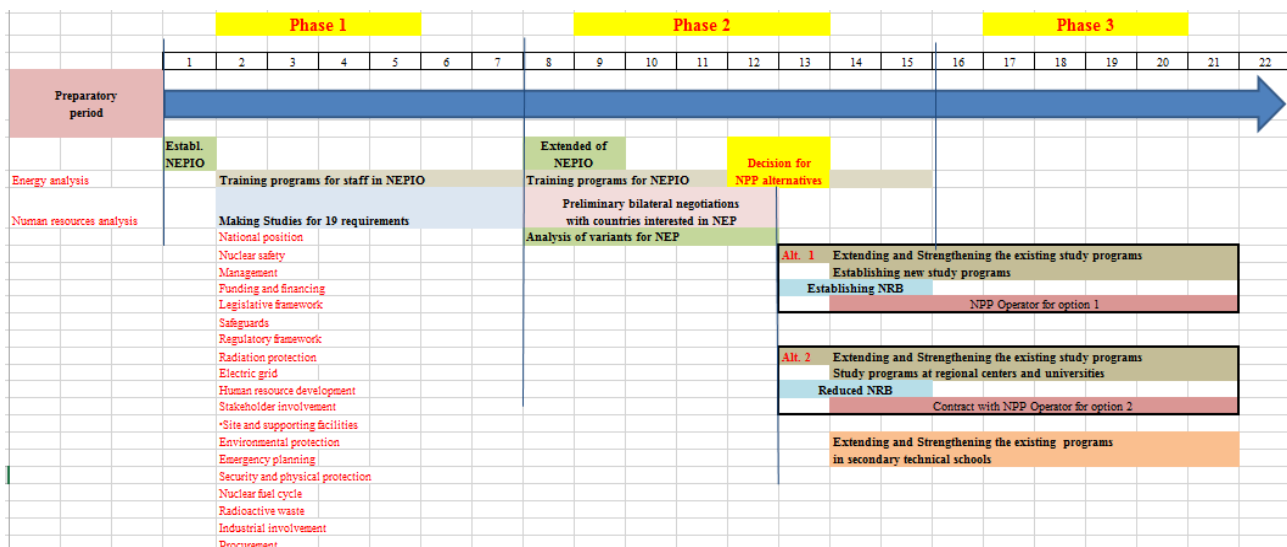 Phase 1 Phase 2 Phase 3
1 2 3 4 5 6 7 8 9 10 11 12 13 14 15 16 17 18 19 20 21 22
Preparatory
period
Establ. Extended of
NEPIO NEPIO Decision for
Energy analysis Training programs for staff in NEPIO Training programs for NEPIO NPP alternatives
Preliminary bilateral negotiations
Human resources analysis Making Studies for 19 requirements with countries interested in NEP
National position Analysis of variants for NEP
Nuclear safety Alt. 1 Extending and Strengthening the existing study programs
Management Establishing new study programs
Funding and financing Establishing NRB
Legislative framework NPP Operator for option 1
Safeguards
Regulatory framework
Radiation protection Alt. 2 Extending and Strengthening the existing study programs
Electric grid Study programs at regional centers and universities
Human resource development Reduced NRB
Stakeholder involvement Contract with NPP Operator for option 2
•Site and supporting facilities
Environmental protection Extending and Strengthening the existing programs
Emergency planning in secondary technical schools
Security and physical protection
Nuclear fuel cycle
Radioactive waste
Industrial involvement
Procurement